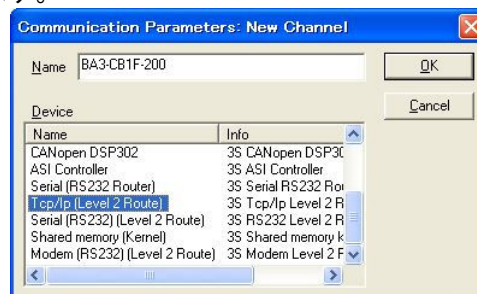 す。
Communication Parameters: New Channel
Name BA3-CB1F-200 OK
Device Cancel
Name Info
CANopen DSP302 3S CANopen DSP30
ASI Controller 3S ASI Controller
Serial (RS232 Router) 3S Serial RS232 Rou
Tcp/Ip (Level 2 Route) 3S Tcp/Ip Level 2 R
Serial (RS232) (Level 2 Route) 3S RS232 Level 2 R
Shared memory (Kernel) 3S Shared memory k
Modem (RS232) (Level 2 Route) 3S Modem Level 2 F